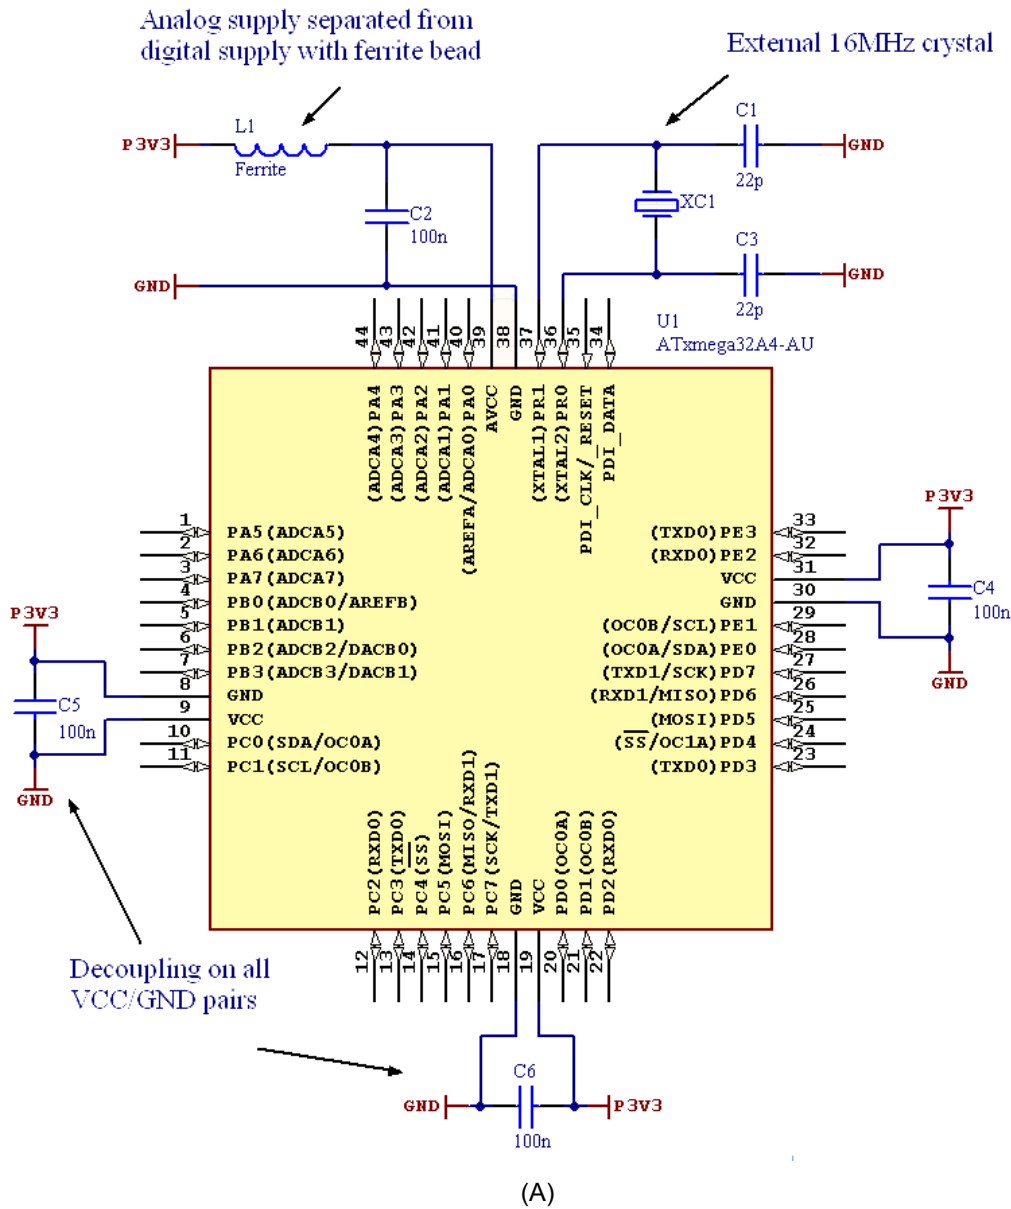 Analog supply separated from
digital supply with ferrite bead
External 16MHz crystal
P3V3
L1
Ferrite
C2
100n
GND
C1
22p
GND
XC1
C3
22p
GND
U1
ATxmega32A4-AU
44
43
42
41
40
39
38
37
36
35
34
(ADCA4)PA4
(ADCA3)PA3
(ADCA2)PA2
(ADCA1)PA1
(AREFA/ADCA0)PA0
AVCC
GND
(XTAL1)PR1
(XTAL2)PR0
PDI_CLK/_RESET
PDI_DATA
1 PA5(ADCA5)
2 PA6(ADCA6)
3 PA7(ADCA7)
4 PB0(ADCB0/AREFB)
5 PB1(ADCB1)
6 PB2(ADCB2/DACB0)
7 PB3(ADCB3/DACB1)
8 GND
9 VCC
10 PC0(SDA/OC0A)
11 PC1(SCL/OC0B)
(TXD0)PE3 33
(RXD0)PE2 32
VCC 31
GND 30
(OC0B/SCL)PE1 29
(OC0A/SDA)PE0 28
(TXD1/SCK)PD7 27
(RXD1/MISO)PD6 26
(MOSI)PD5 25
(SS/OC1A)PD4 24
(TXD0)PD3 23
P3V3
C4
100n
GND
P3V3
C5
100n
GND
PC2(RXD0)
PC3(TXD0)
PC4(SS)
PC5(MOSI)
PC6(MISO/RXD1)
PC7(SCK/TXD1)
GND
VCC
PD0(OC0A)
PD1(OC0B)
PD2(RXD0)
12
13
14
15
16
17
18
19
20
21
22
Decoupling on all
VCC/GND pairs
C6
GND
P3V3
100n
(A)